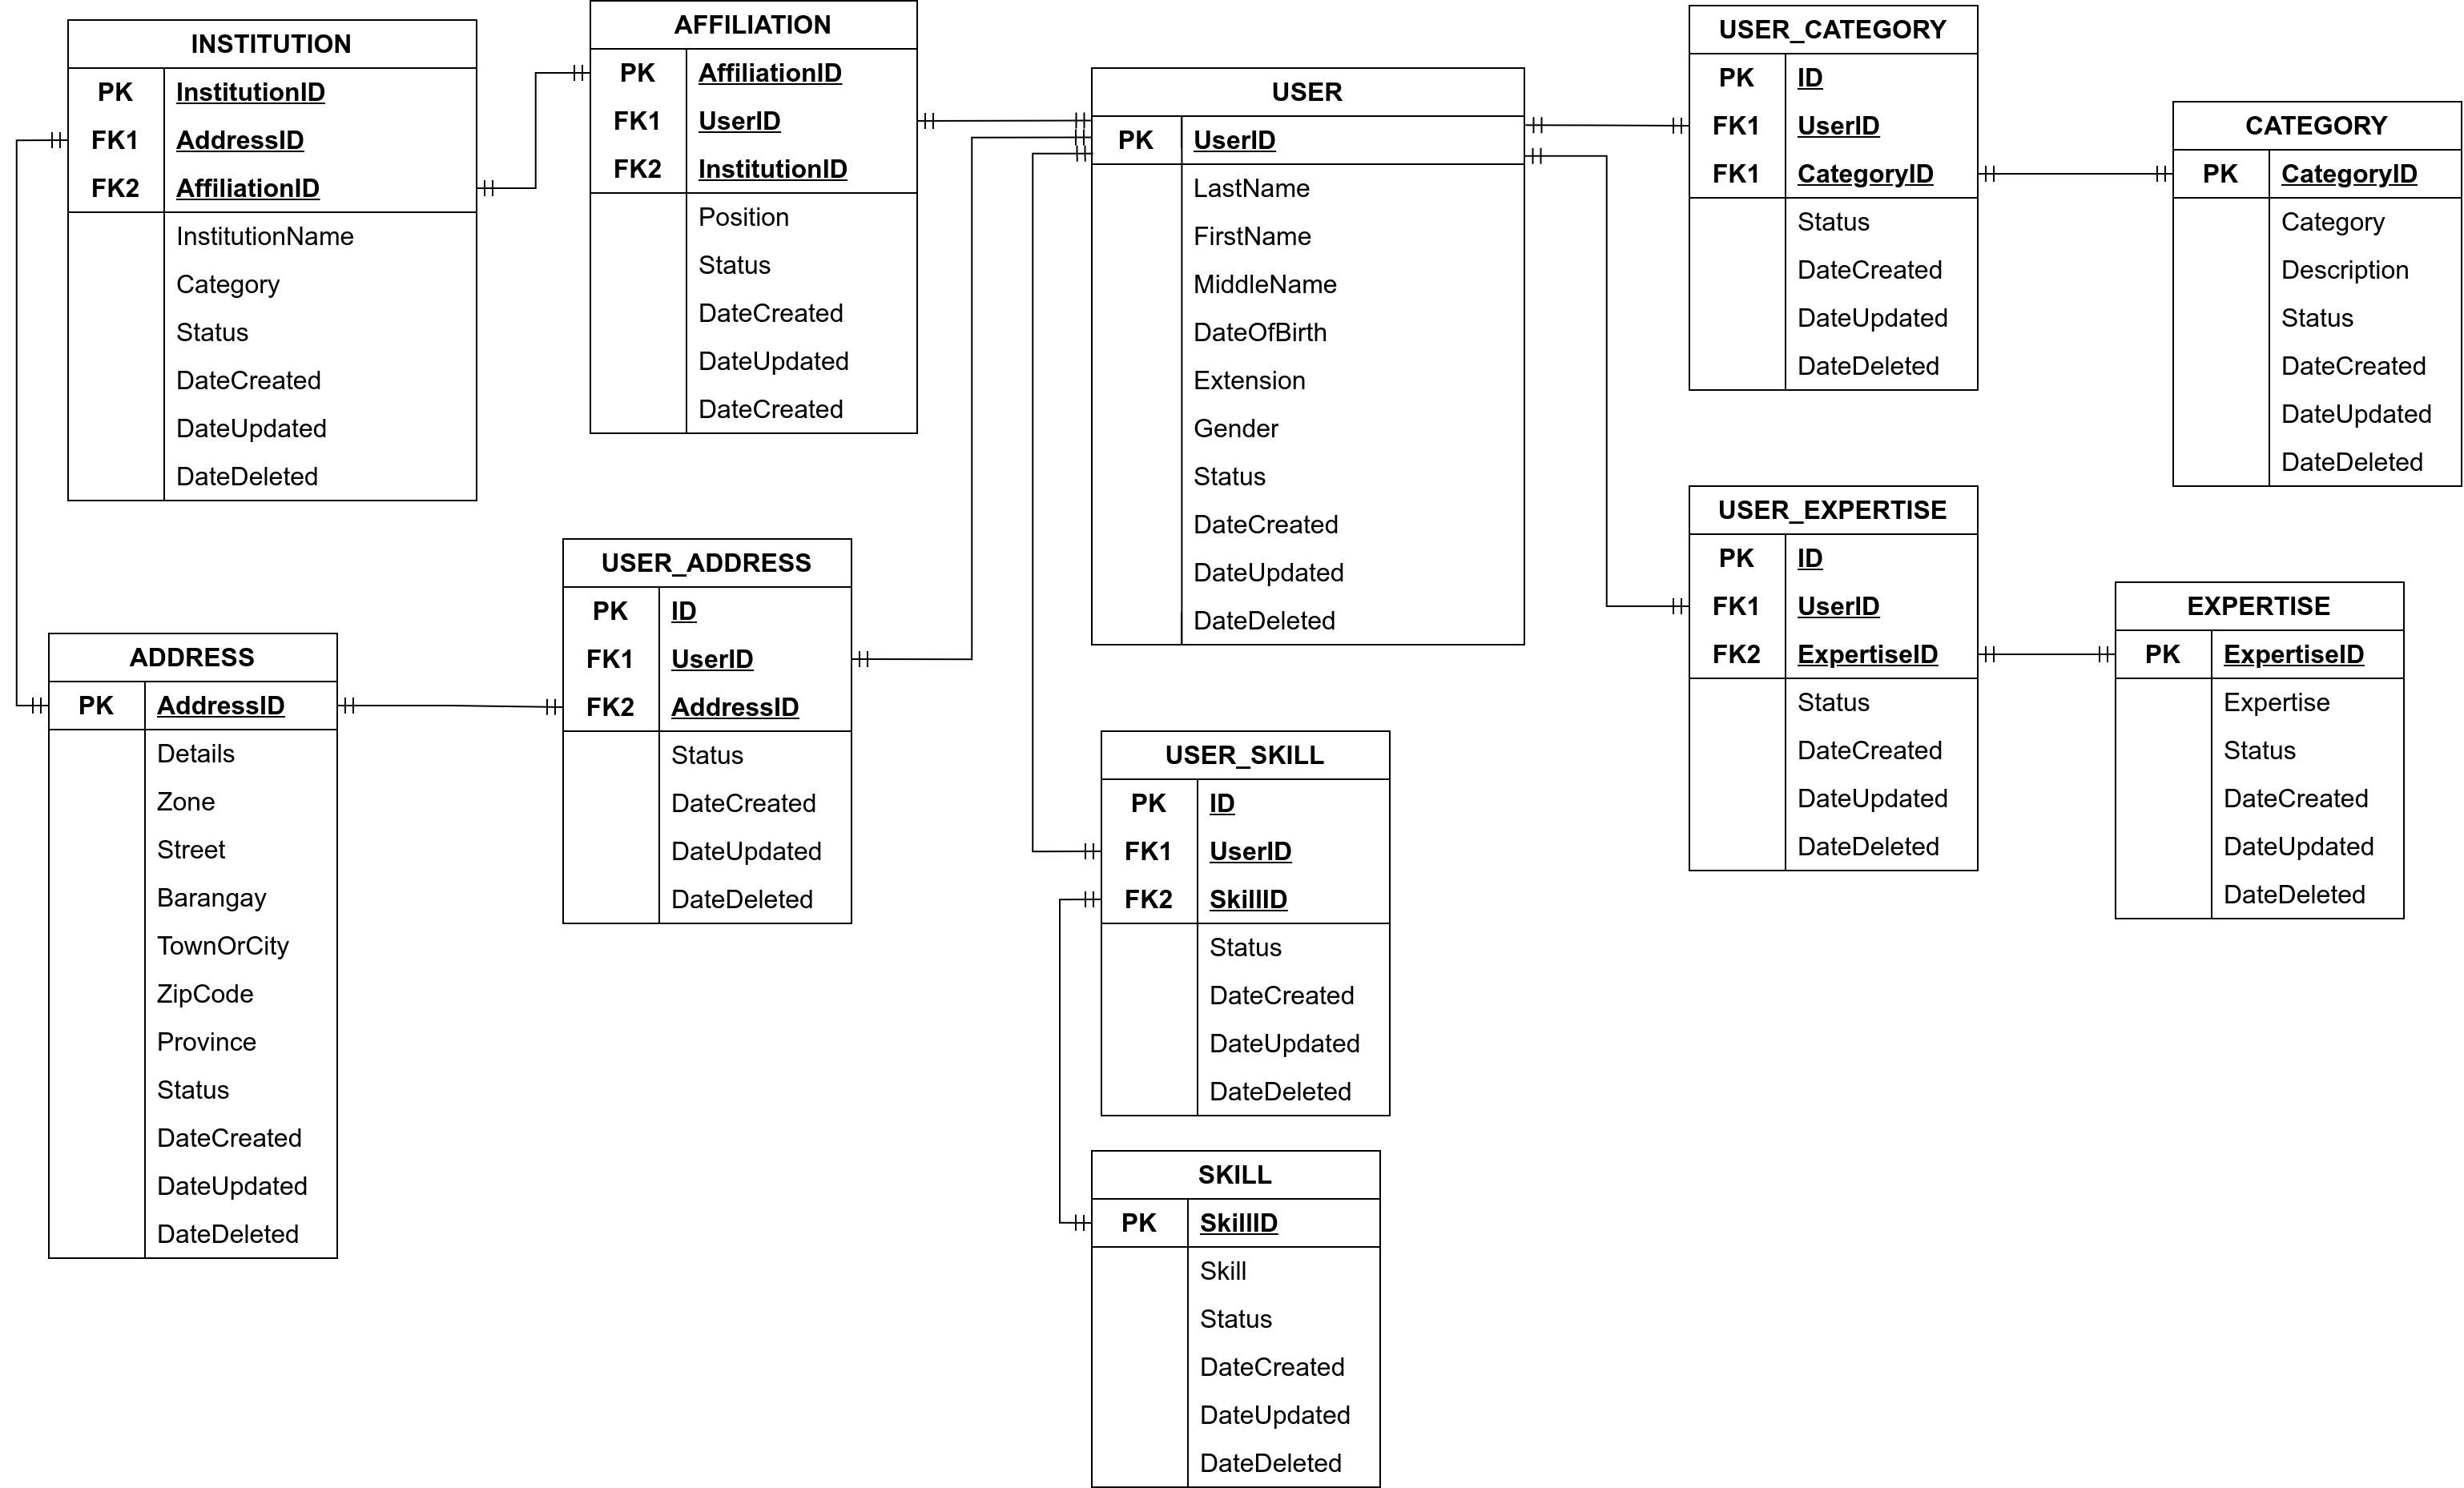 INSTITUTION
PK InstitutionID
FK1 AddressID
FK2 AffiliationID
InstitutionName
Category
Status
DateCreated
DateUpdated
DateDeleted
AFFILIATION
PK AffiliationID
FK1 UserID
FK2 InstitutionID
Position
Status
DateCreated
DateUpdated
DateCreated
USER
PK UserID
LastName
FirstName
MiddleName
DateOfBirth
Extension
Gender
Status
DateCreated
DateUpdated
DateDeleted
USER_CATEGORY
PK ID
FK1 UserID
FK1 CategoryID
Status
DateCreated
DateUpdated
DateDeleted
CATEGORY
PK CategoryID
Category
Description
Status
DateCreated
DateUpdated
DateDeleted
ADDRESS
PK AddressID
Details
Zone
Street
Barangay
TownOrCity
ZipCode
Province
Status
DateCreated
DateUpdated
DateDeleted
USER_ADDRESS
PK ID
FK1 UserID
FK2 AddressID
Status
DateCreated
DateUpdated
DateDeleted
USER_SKILL
PK ID
FK1 UserID
FK2 SkillID
Status
DateCreated
DateUpdated
DateDeleted
SKILL
PK SkillID
Skill
Status
DateCreated
DateUpdated
DateDeleted
USER_EXPERTISE
PK ID
FK1 UserID
FK2 ExpertiseID
Status
DateCreated
DateUpdated
DateDeleted
EXPERTISE
PK ExpertiseID
Expertise
Status
DateCreated
DateUpdated
DateDeleted